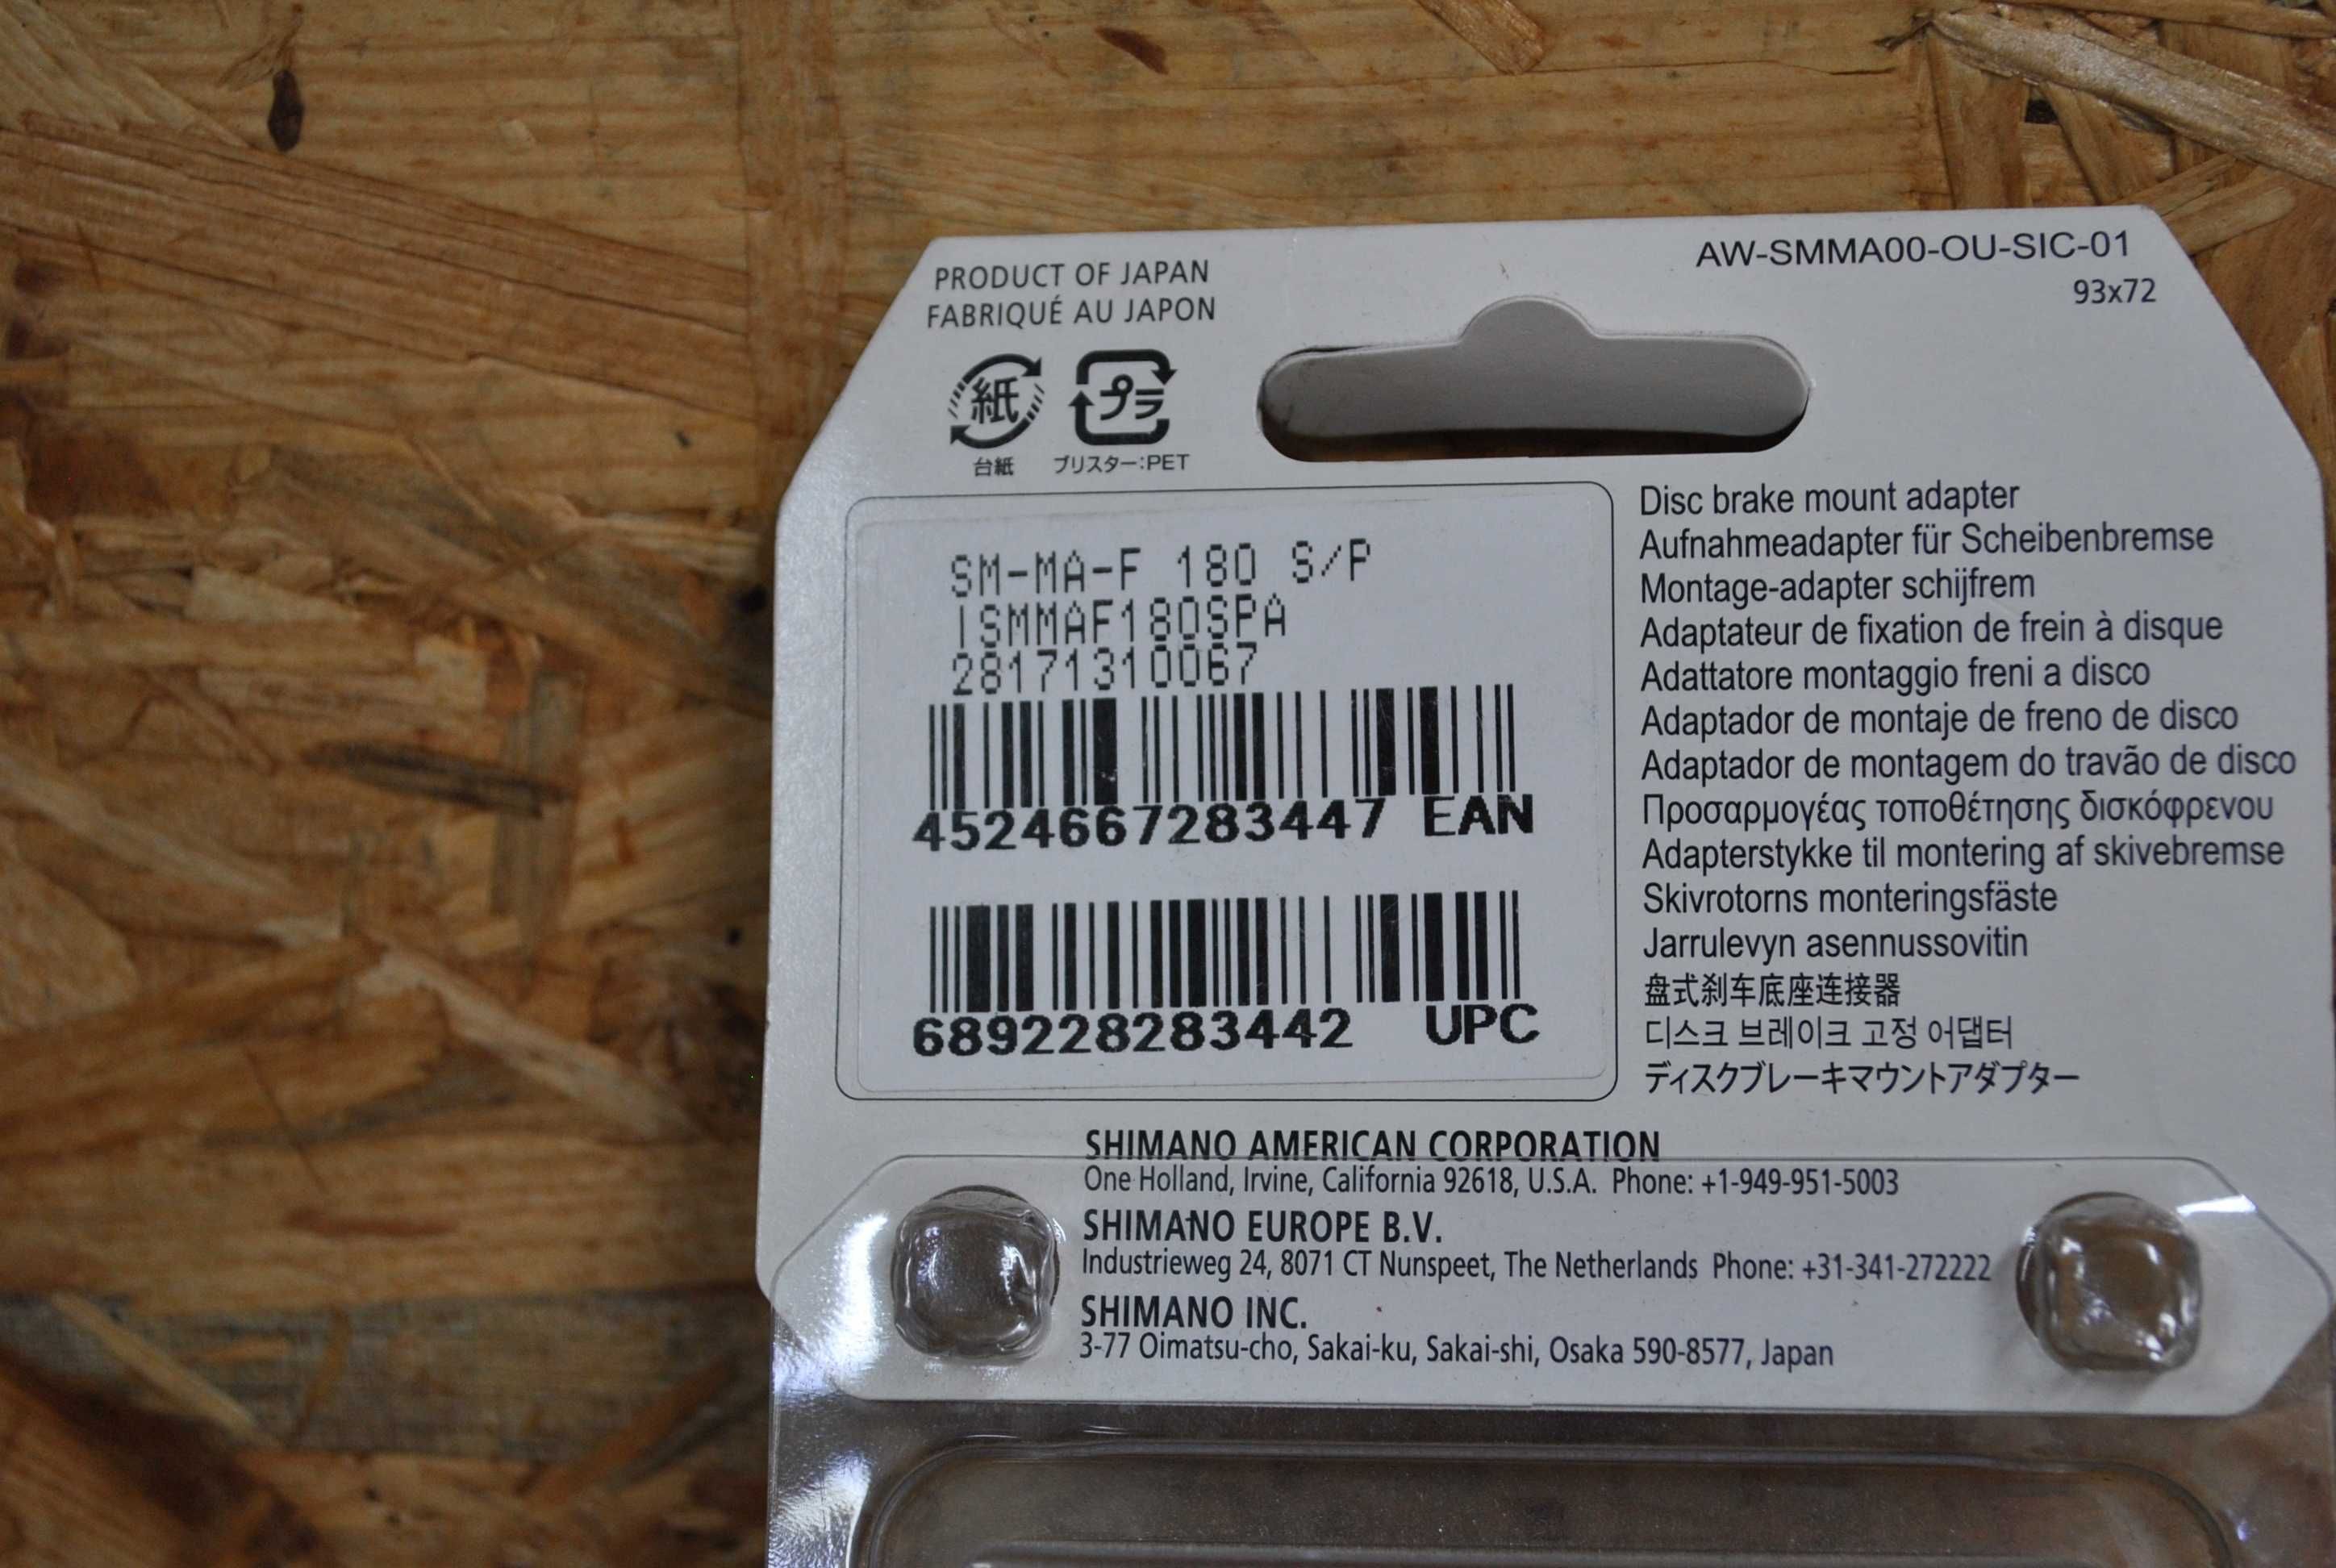 PRODUCT OF JAPAN
FABRIQUÉ AU JAPON
AW-SMMA00-OU-SIC-01
93x72
紙
プラ
台紙
ブリスター:PET
SM-MA-F 180 S/P
ISMMAF180SPA
28171310067
4524667283447 EAN
689228283442 UPC
Disc brake mount adapter
Aufnahmeadapter für Scheibenbremse
Montage-adapter schijfrem
Adaptateur de fixation de frein à disque
Adattatore montaggio freni a disco
Adaptador de montaje de freno de disco
Adaptador de montagem do travão de disco
Προσαρμογέας τοποθέτησης δισκόφρενου
Adapterstykke til montering af skivebremse
Skivrotorns monteringsfäste
Jarrulevyn asennussovitin
盘式刹车底座连接器
디스크 브레이크 고정 어댑터
ディスクブレーキマウントアダプター
SHIMANO AMERICAN CORPORATION
One Holland, Irvine, California 92618, U.S.A. Phone: +1-949-951-5003
SHIMANO EUROPE B.V.
Industrieweg 24, 8071 CT Nunspeet, The Netherlands Phone: +31-341-272222
SHIMANO INC.
3-77 Oimatsu-cho, Sakai-ku, Sakai-shi, Osaka 590-8577, Japan